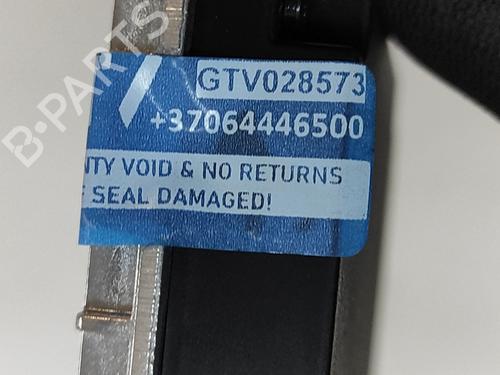 GTV028573
+37064446500
NTY VOID & NO RETURNS
F SEAL DAMAGED!
B-PARTS